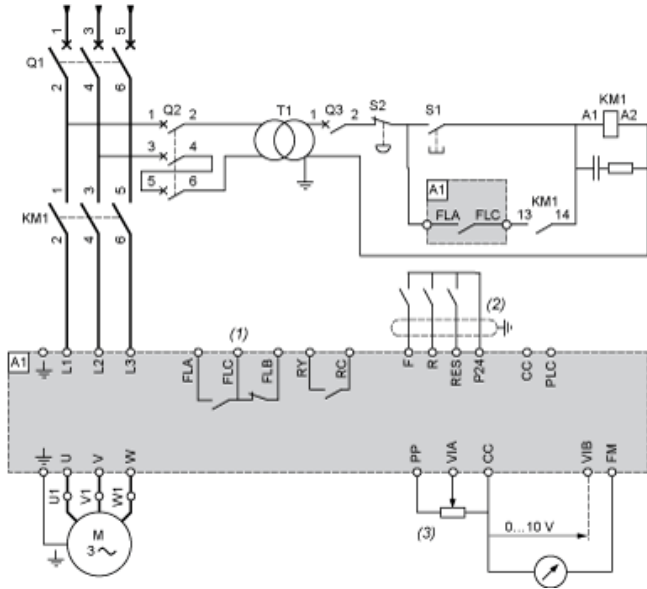 1 3 5
Q1
2 4 6
1 Q2 2
3 4
5 6
T1
1 Q3 2
S2
S1
KM1
A1 A2
A1
FLA FLC
13 KM1 14
1 3 5
KM1
2 4 6
(1)
(2)
A1
L1 L2 L3
FLA FLC FLB RY RC
F R RES P24 CC PLC
U V W
PP VIA CC VIB FM
U1 V1 W1
M
3
(3)
0...10 V